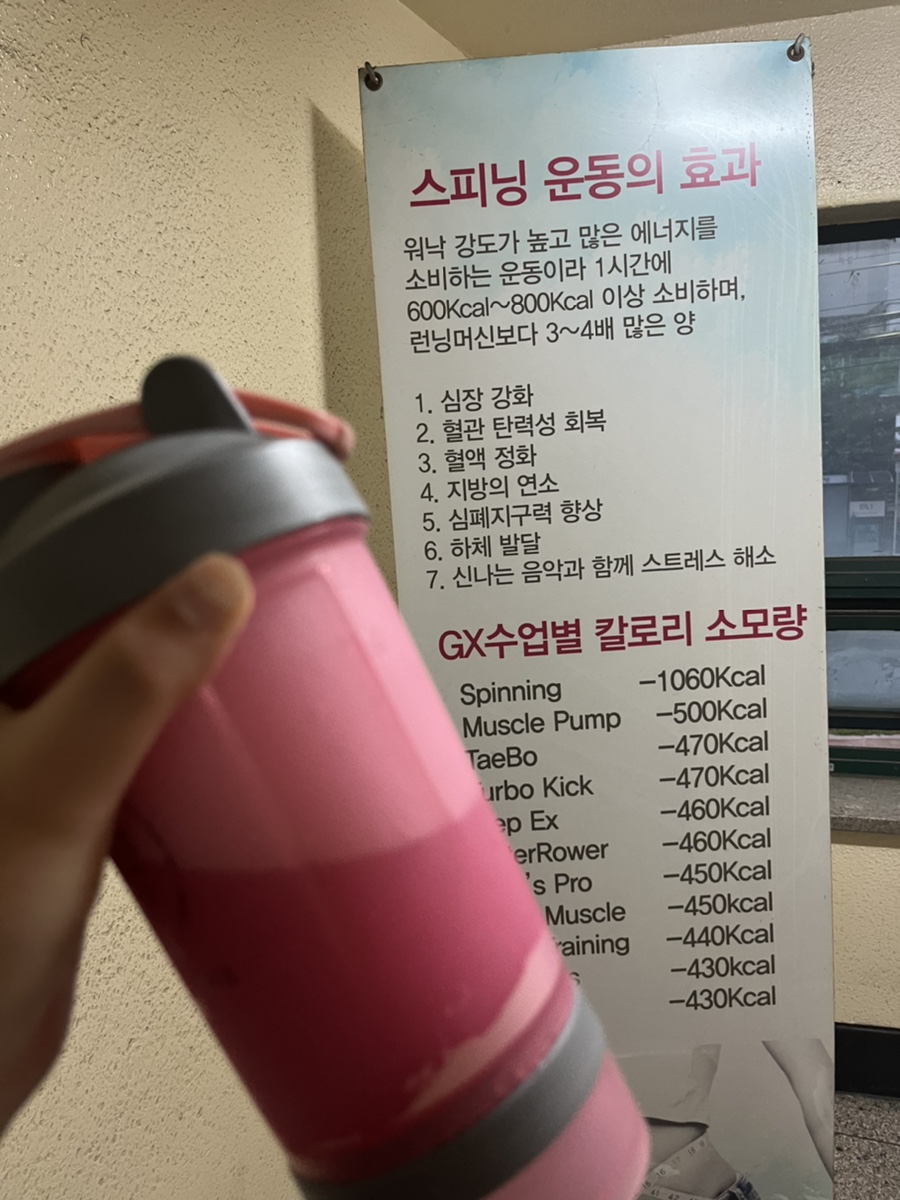 스피닝 운동의 효과
워낙 강도가 높고 많은 에너지를
소비하는 운동이라 1시간에
600Kcal~800Kcal 이상 소비하며,
런닝머신보다 3~4배 많은 양
1. 심장 강화
2. 혈관 탄력성 회복
3. 혈액 정화
4. 지방의 연소
5. 심폐지구력 향상
6. 하체 발달
7. 신나는 음악과 함께 스트레스 해소
GX수업별 칼로리 소모량
Spinning -1060Kcal
Muscle Pump -500Kcal
TaeBo -470Kcal
Kick -470Kcal
Ex -460Kcal
-460Kcal
Pro -450Kcal
Muscle -450kcal
-440Kcal
-430kcal
-430Kcal